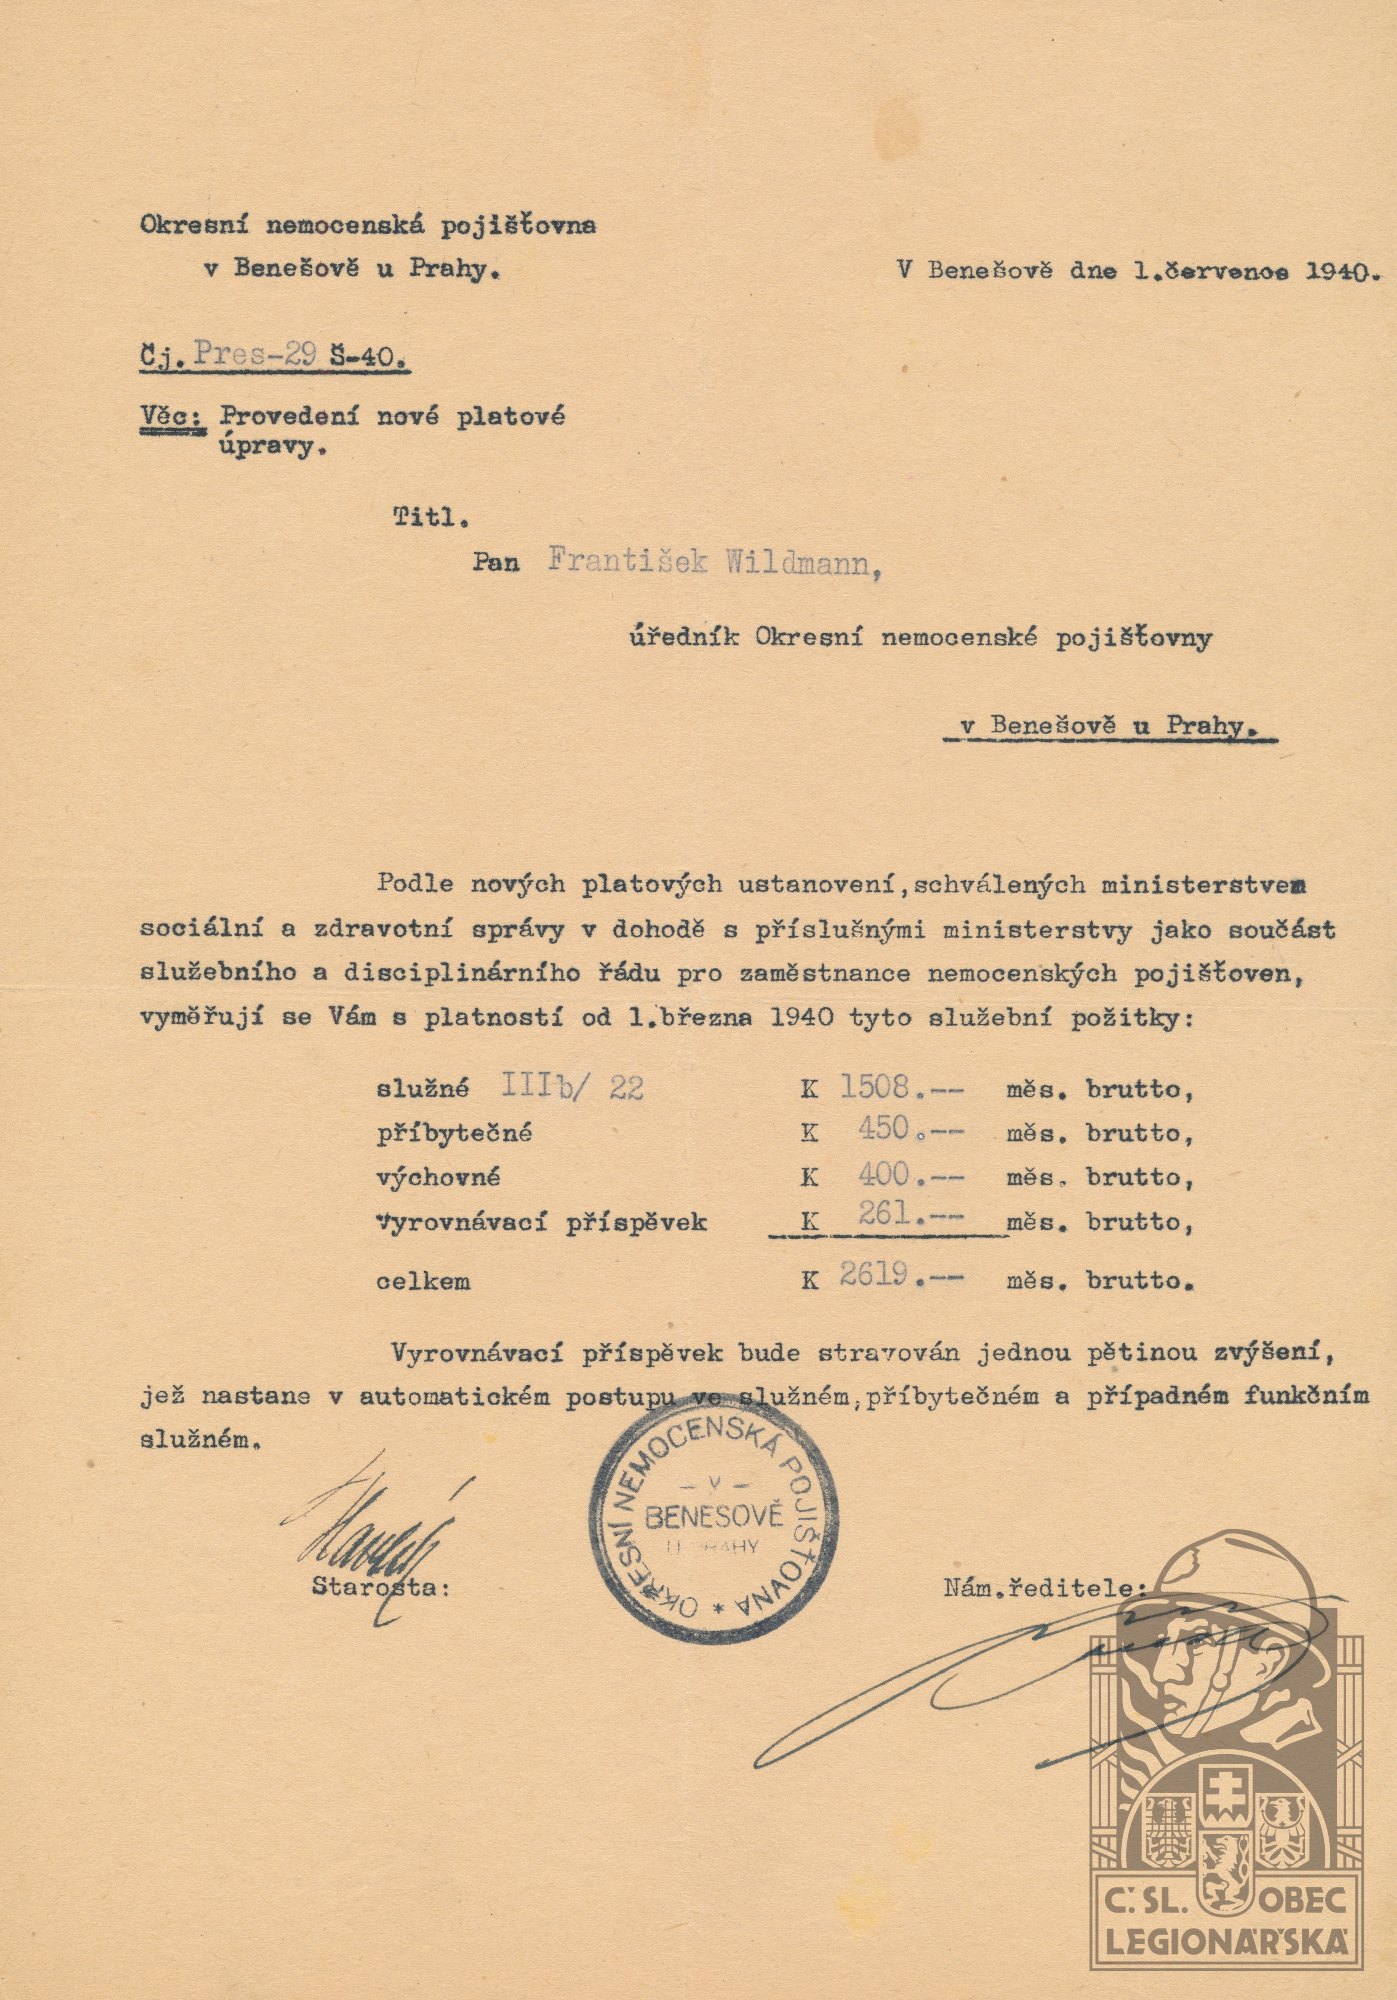 Okresní nemocenská pojišťovna
v Benešově u Prahy.
V Benešově dne 1.července 1940.
Čj. Pres-29 Š-40.
Věc: Provedení nové platové
úpravy.
Titl.
Pan František Wildmann,
úředník Okresní nemocenské pojišťovny
v Benešově u Prahy.
Podle nových platových ustanovení,schválených ministerstvem
sociální a zdravotní správy v dohodě s příslušnými ministerstvy jako součást
služebního a disciplinárního řádu pro zaměstnance nemocenských pojišťoven,
vyměřují se Vám s platností od 1.března 1940 tyto služební požitky:
služné IIIb/ 22 K 1508.-- měs. brutto,
příbytečné K 450.-- měs. brutto,
výchovné K 400.-- měs. brutto,
vyrovnávací příspěvek K 261.-- měs. brutto,
celkem K 2619.-- měs. brutto.
Vyrovnávací příspěvek bude stravován jednou pětinou zvýšení,
jež nastane v automatickém postupu ve služném,příbytečném a případném funkčním
služném.
OKRESNÍ NEMOCENSKÁ POJIŠŤOVNA *
- V -
BENEŠOVĚ
U PRAHY
Starosta:
Nám.ředitele:
Č. SL. OBEC
LEGIONÁŘSKÁ